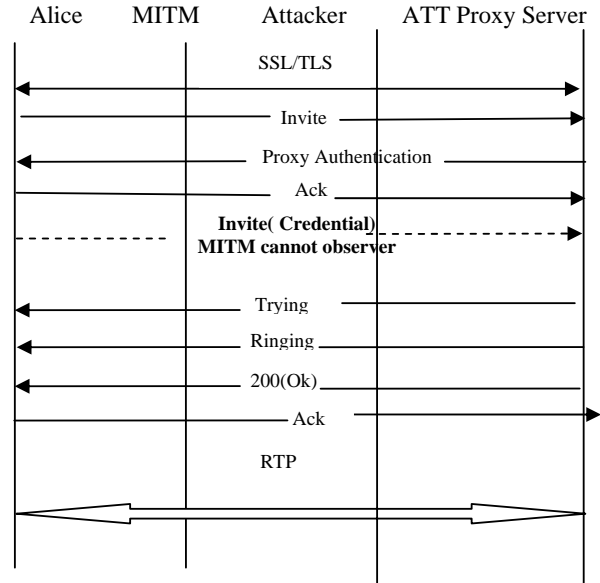 Alice MITM Attacker ATT Proxy Server
SSL/TLS
Invite
Proxy Authentication
Ack
Invite( Credential)
MITM cannot observer
Trying
Ringing
200(Ok)
Ack
RTP